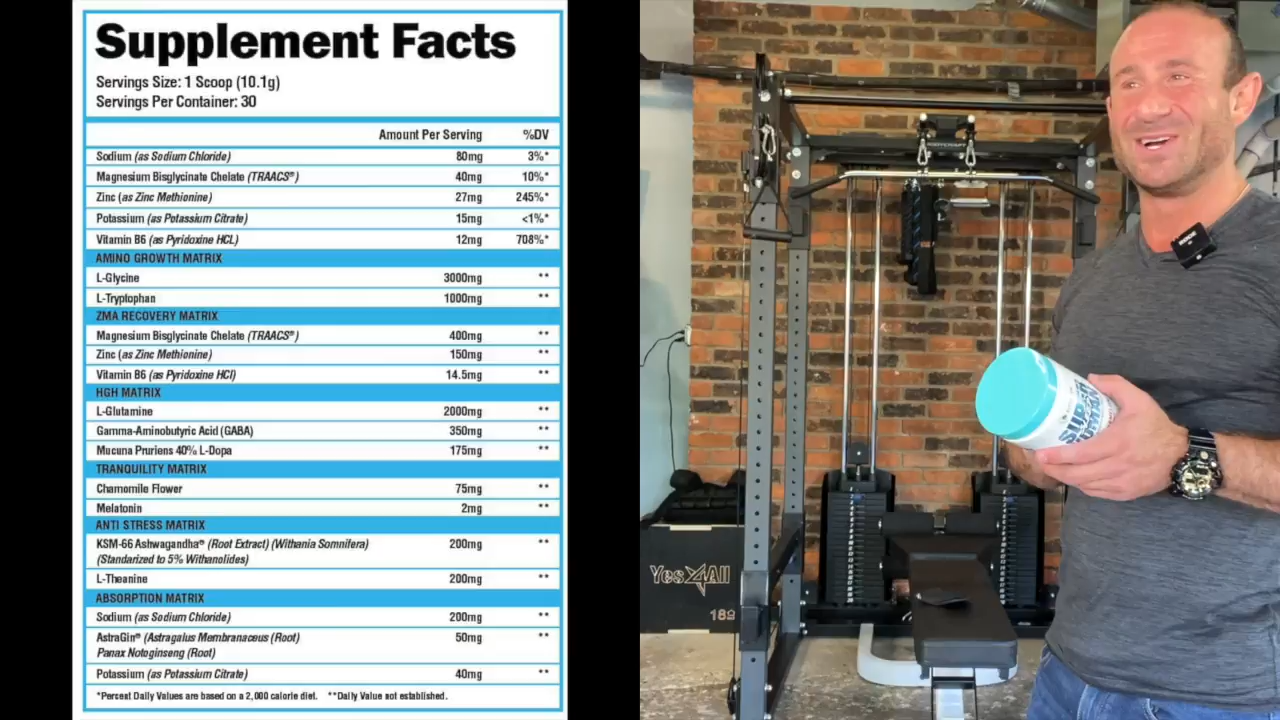 Supplement Facts
Servings Size: 1 Scoop (10.1g)
Servings Per Container: 30
Amount Per Serving %DV
Sodium (as Sodium Chloride) 80mg 3%*
Magnesium Bisglycinate Chelate (TRAACS®) 40mg 10%*
Zinc (as Zinc Methionine) 27mg 245%*
Potassium (as Potassium Citrate) 15mg <1%*
Vitamin B6 (as Pyridoxine HCL) 12mg 708%*
AMINO GROWTH MATRIX
L-Glycine 3000mg **
L-Tryptophan 1000mg **
ZMA RECOVERY MATRIX
Magnesium Bisglycinate Chelate (TRAACS®) 400mg **
Zinc (as Zinc Methionine) 150mg **
Vitamin B6 (as Pyridoxine HCl) 14.5mg **
HGH MATRIX
L-Glutamine 2000mg **
Gamma-Aminobutyric Acid (GABA) 350mg **
Mucuna Pruriens 40% L-Dopa 175mg **
TRANQUILITY MATRIX
Chamomile Flower 75mg **
Melatonin 2mg **
ANTI STRESS MATRIX
KSM-66 Ashwagandha® (Root Extract) (Withania Somnifera) 200mg **
(Standarized to 5% Withanolides)
L-Theanine 200mg **
ABSORPTION MATRIX
Sodium (as Sodium Chloride) 200mg **
AstraGin® (Astragalus Membranaceus (Root) 50mg **
Panax Notoginseng (Root)
Potassium (as Potassium Citrate) 40mg **
*Percent Daily Values are based on a 2,000 calorie diet. **Daily Value not established.
BODYCRAFT
RODE
SUPER
HUMAN
Yes4All